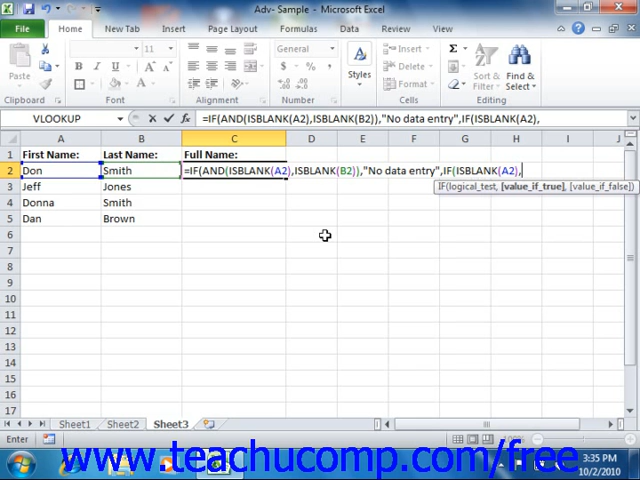 Adv- Sample - Microsoft Excel
File Home New Tab Insert Formulas Data Review View
Paste
Clipboard
11
Font
Alignment
General
$ % ,
Number
Styles
Insert
Delete
Format
Cells
Sort & Filter
Find & Select
Editing
VLOOKUP
=IF(AND(ISBLANK(A2),ISBLANK(B2)),"No data entry",IF(ISBLANK(A2),
A B C D E F G H I J
1 First Name: Last Name: Full Name:
2 Don Smith =IF(AND(ISBLANK(A2),ISBLANK(B2)),"No data entry",IF(ISBLANK(A2),
IF(logical_test, [value_if_true], [value_if_false])
3 Jeff Jones
4 Donna Smith
5 Dan Brown
6
7
8
9
10
11
12
13
14
15
16
17
Sheet1 Sheet2 Sheet3
Enter
100%
www.teachucomp.com/free
3:35 PM
10/2/2010